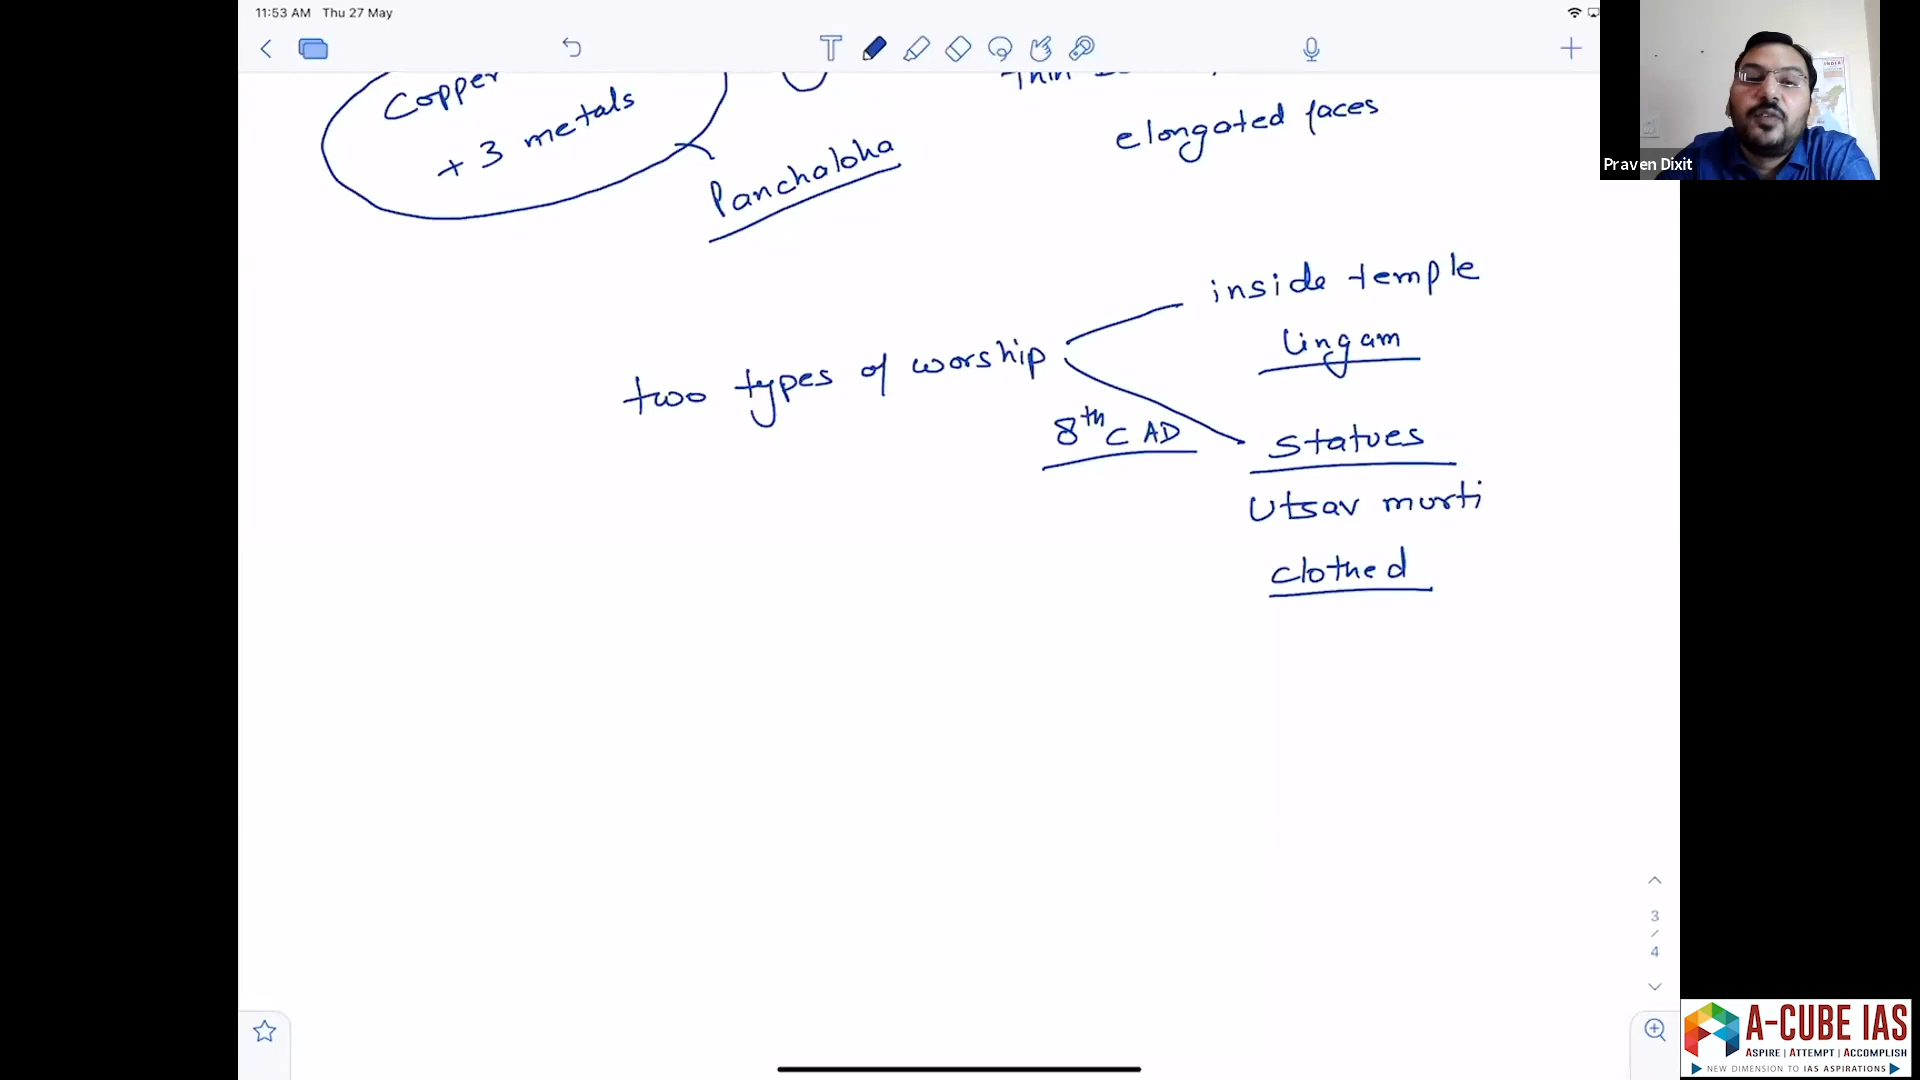 11:53 AM Thu 27 May
Copper
+ 3 metals
Panchaloha
Thin
elongated faces
Praven Dixit
two types of worship
inside temple
lingam
8th C AD
Statues
Utsav murti
clothed
3
/
4
A-CUBE IAS
ASPIRE | ATTEMPT | ACCOMPLISH
NEW DIMENSION TO IAS ASPIRATIONS